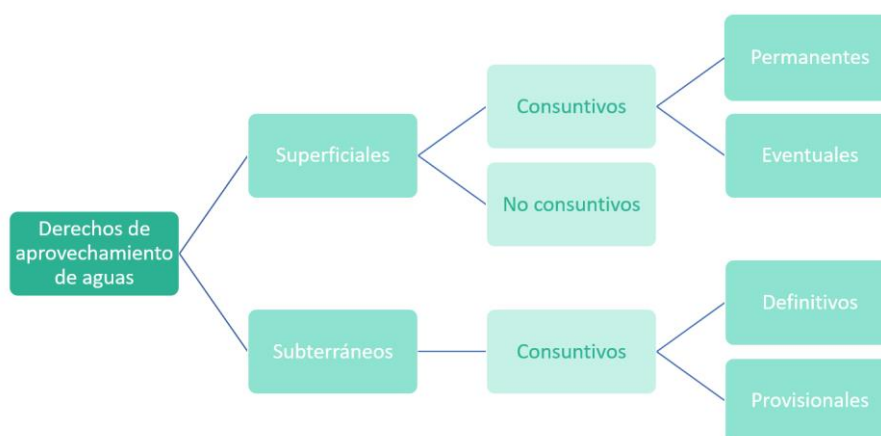 Derechos de
aprovechamiento
de aguas
Superficiales
Consuntivos
Permanentes
Eventuales
No consuntivos
Subterráneos
Consuntivos
Definitivos
Provisionales